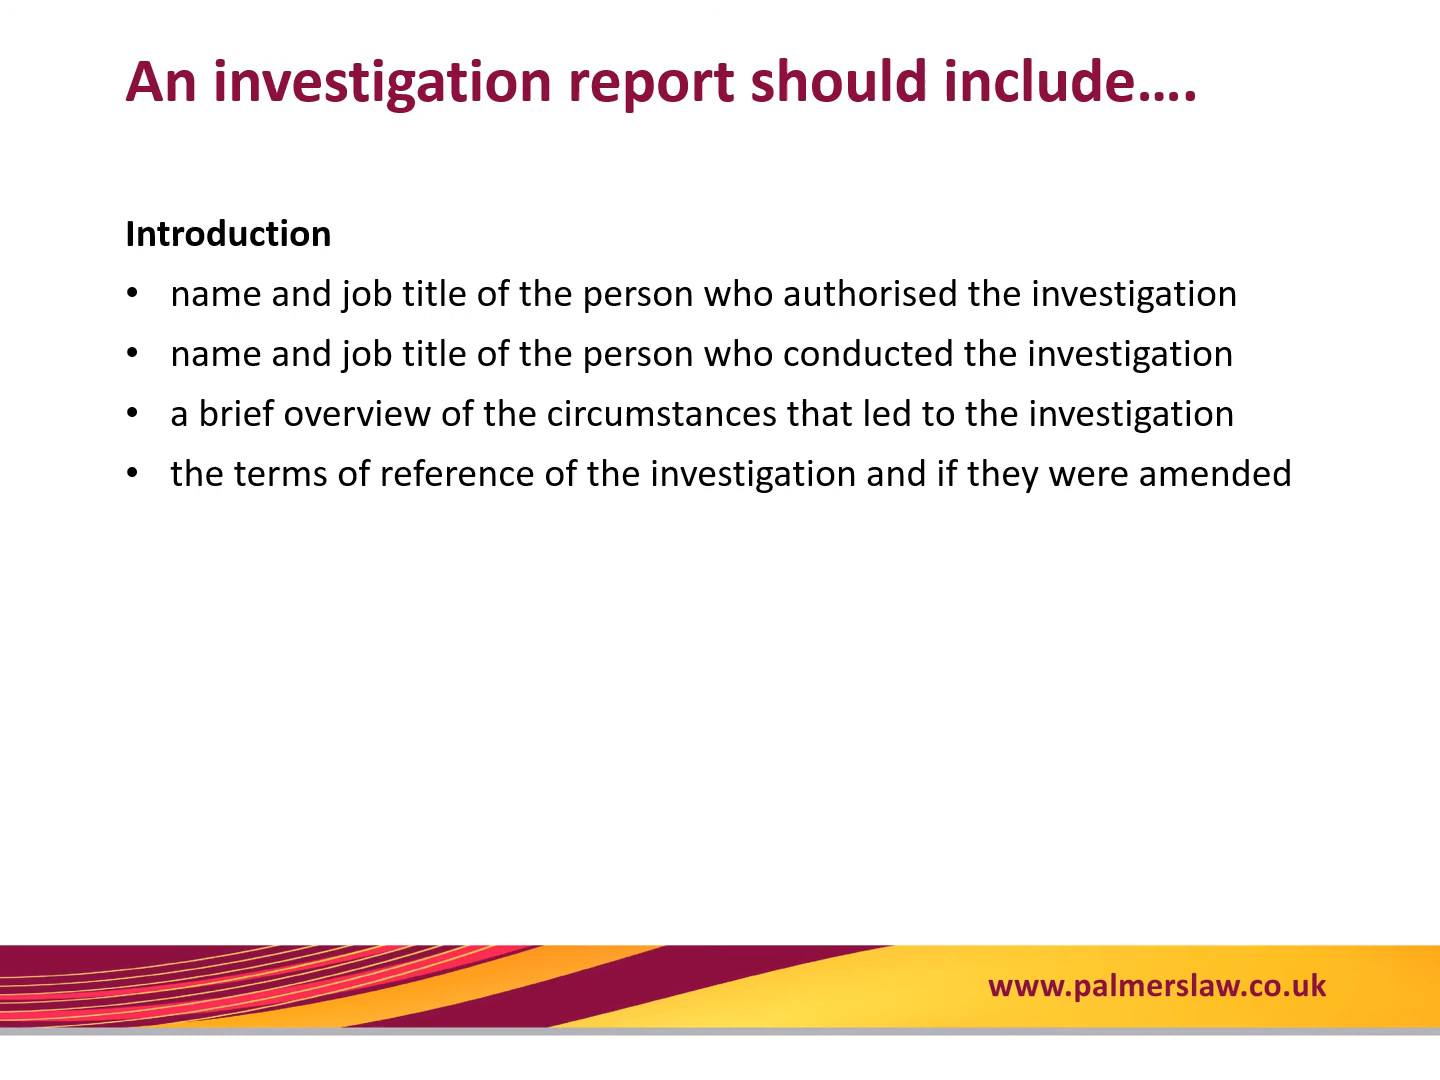 An investigation report should include….
Introduction
• name and job title of the person who authorised the investigation
• name and job title of the person who conducted the investigation
• a brief overview of the circumstances that led to the investigation
• the terms of reference of the investigation and if they were amended
www.palmerslaw.co.uk